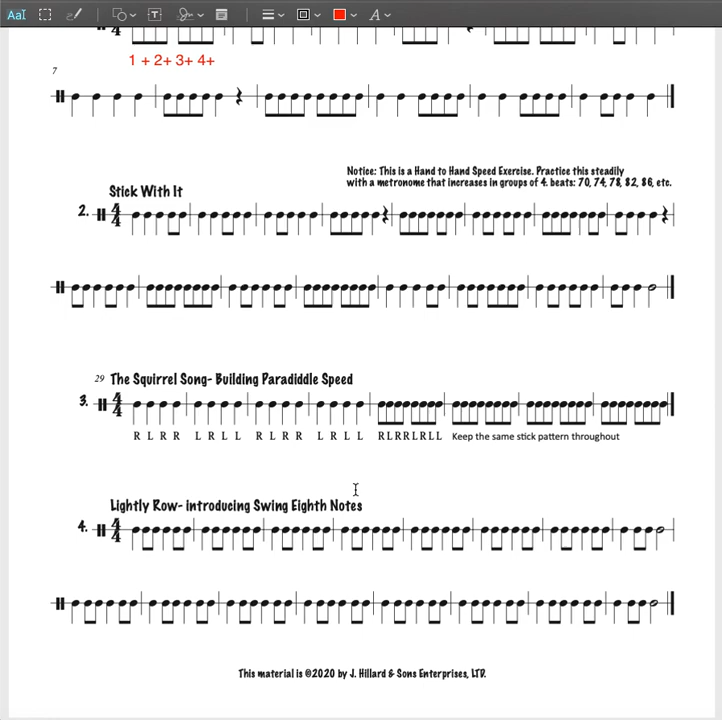 AaI
T
A
4
1 + 2+ 3+ 4+
7
Notice: This is a Hand to Hand Speed Exercise. Practice this steadily
with a metronome that increases in groups of 4 beats: 70, 74, 78, 82, 86, etc.
Stick With It
2. 4 4
29 The Squirrel Song- Building Paradiddle Speed
3. 4 4
R L R R L R L L R L R R L R L L R L R R L R L L Keep the same stick pattern throughout
Lightly Row- introducing Swing Eighth Notes
4. 4 4
This material is ©2020 by J. Hillard & Sons Enterprises, LTD.